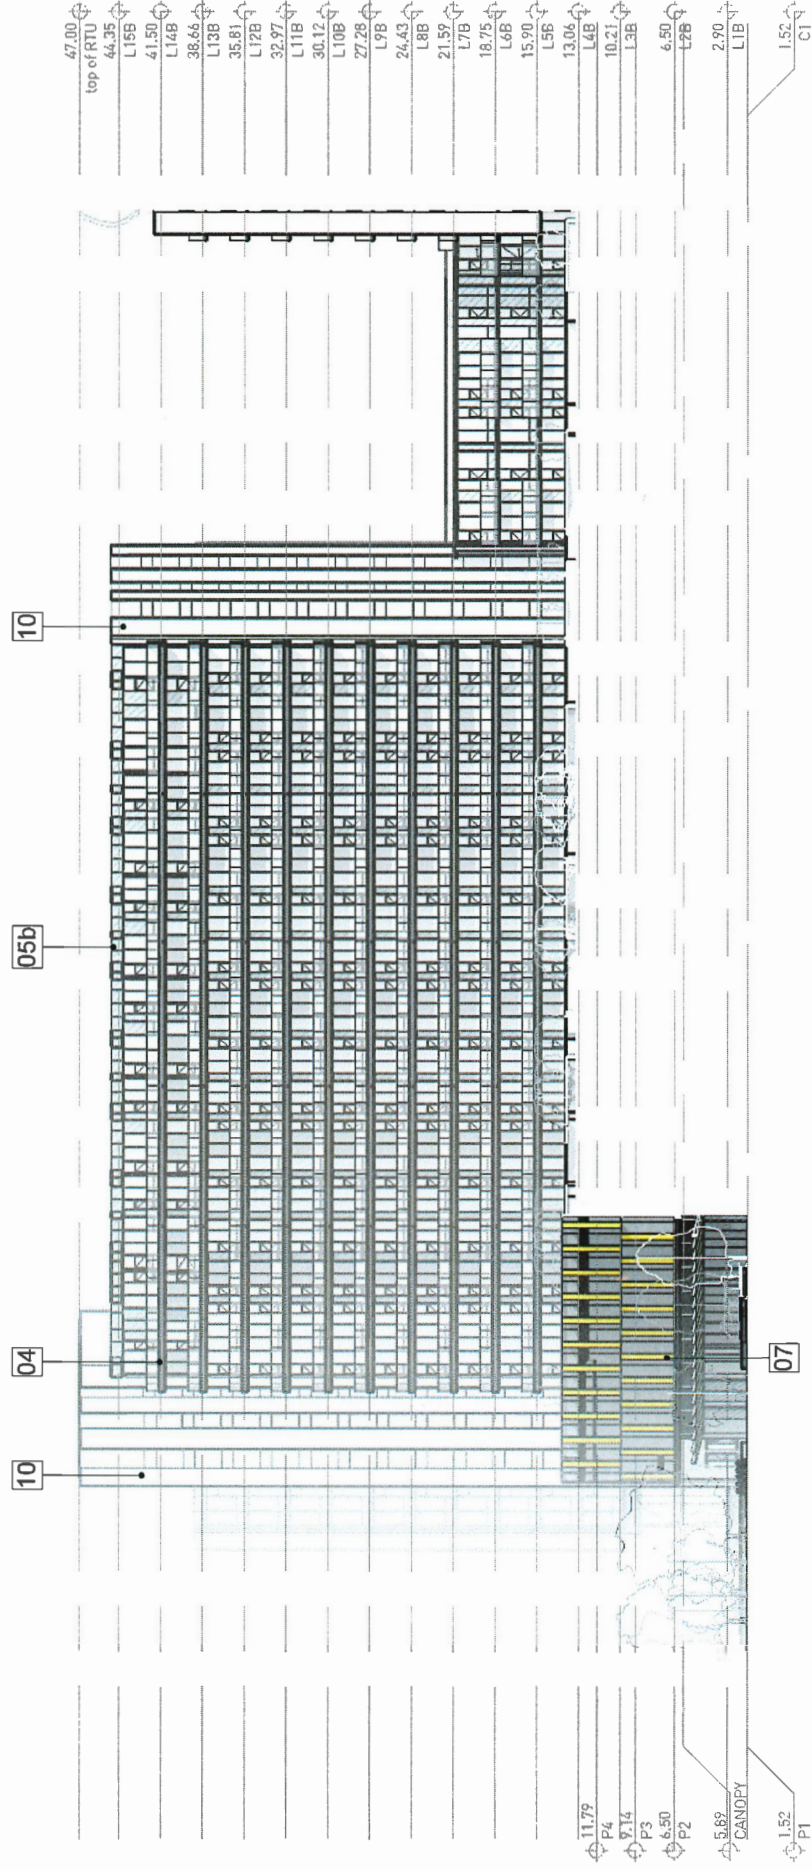 47.00
top of RTU
44.35
L15B
41.50
L14B
38.66
L13B
35.81
L12B
32.97
L11B
30.12
L10B
27.28
L9B
24.43
L8B
21.59
L7B
18.75
L6B
15.90
L5B
13.06
L4B
10.21
L3B
6.50
L2B
2.90
L1B
1.52
C1
10
05b
04
10
07
11.79
P4
9.14
P3
6.50
P2
5.89
CANOPY
1.52
P1